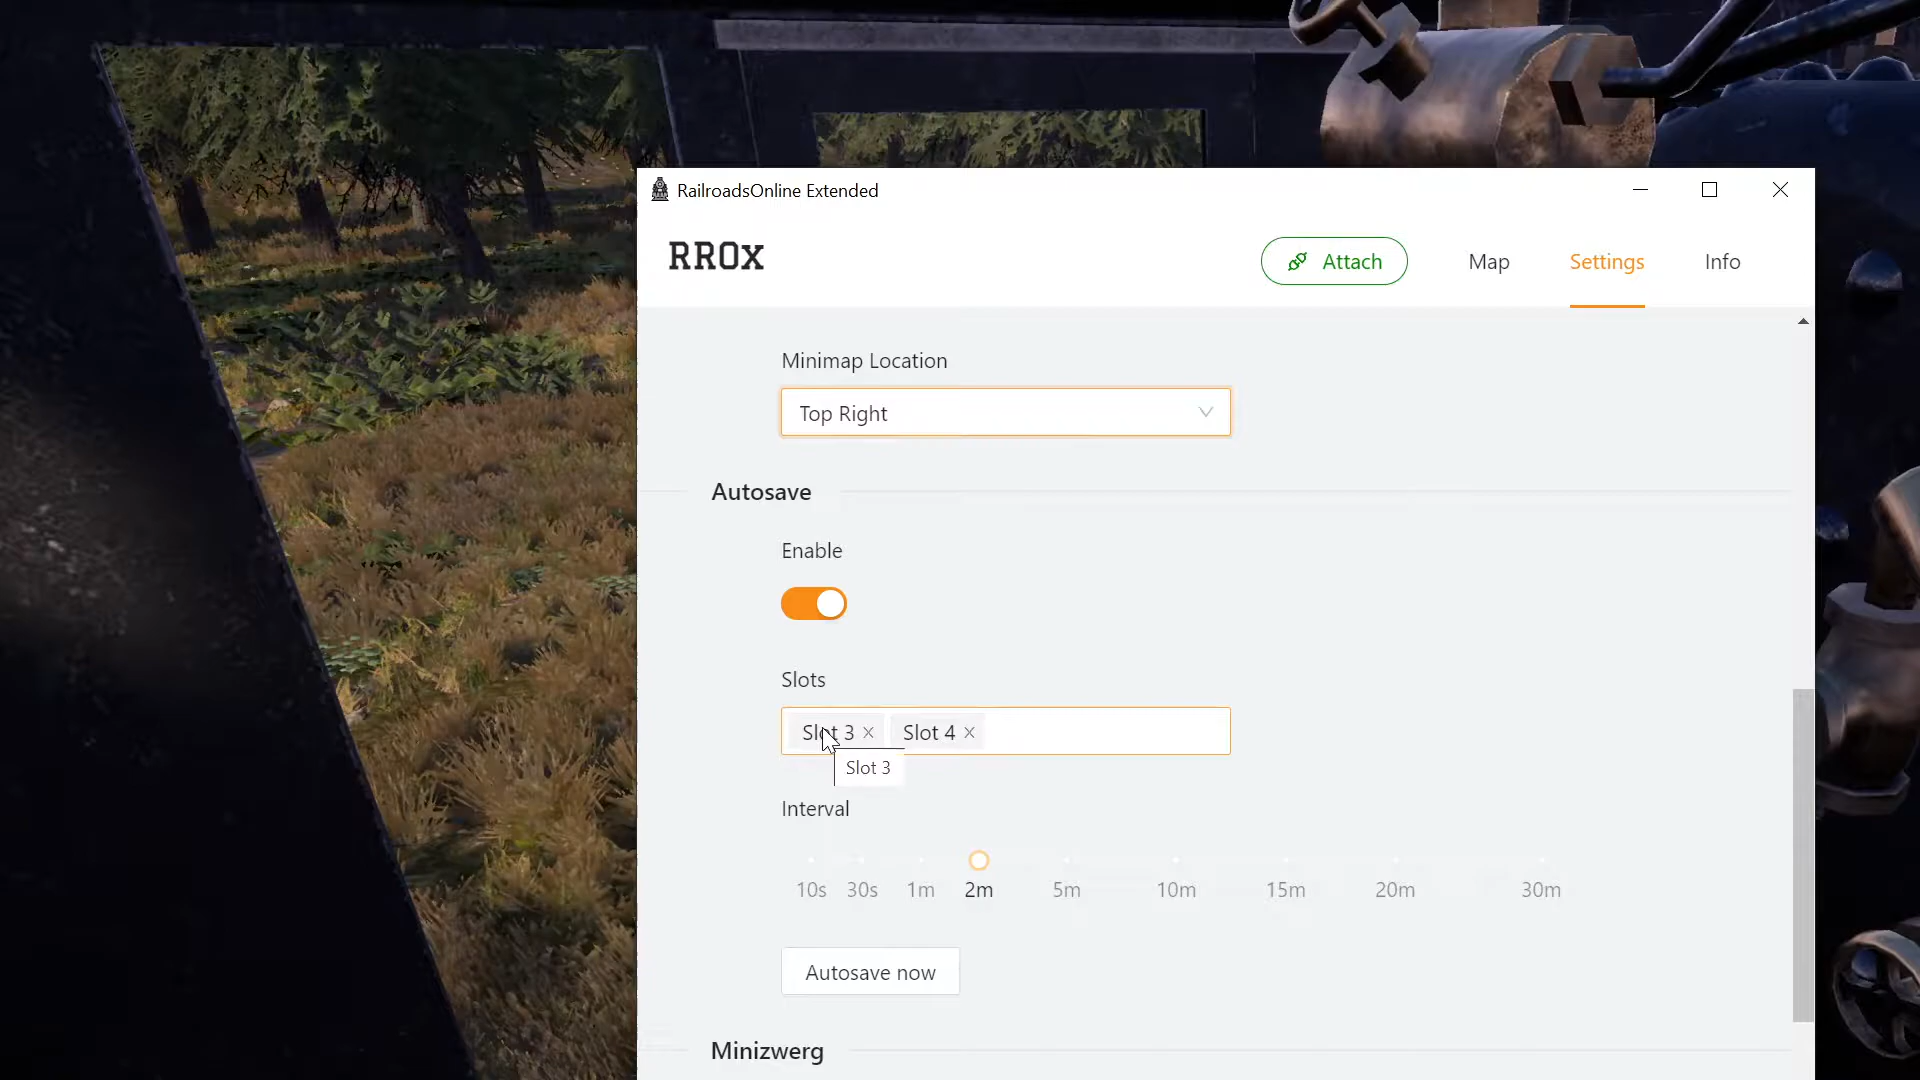 RailroadsOnline Extended
RROx
Attach
Map
Settings
Info
Minimap Location
Top Right
Autosave
Enable
Slots
Slot 3
Slot 4
Slot 3
Interval
10s 30s 1m 2m 5m 10m 15m 20m 30m
Autosave now
Minizwerg